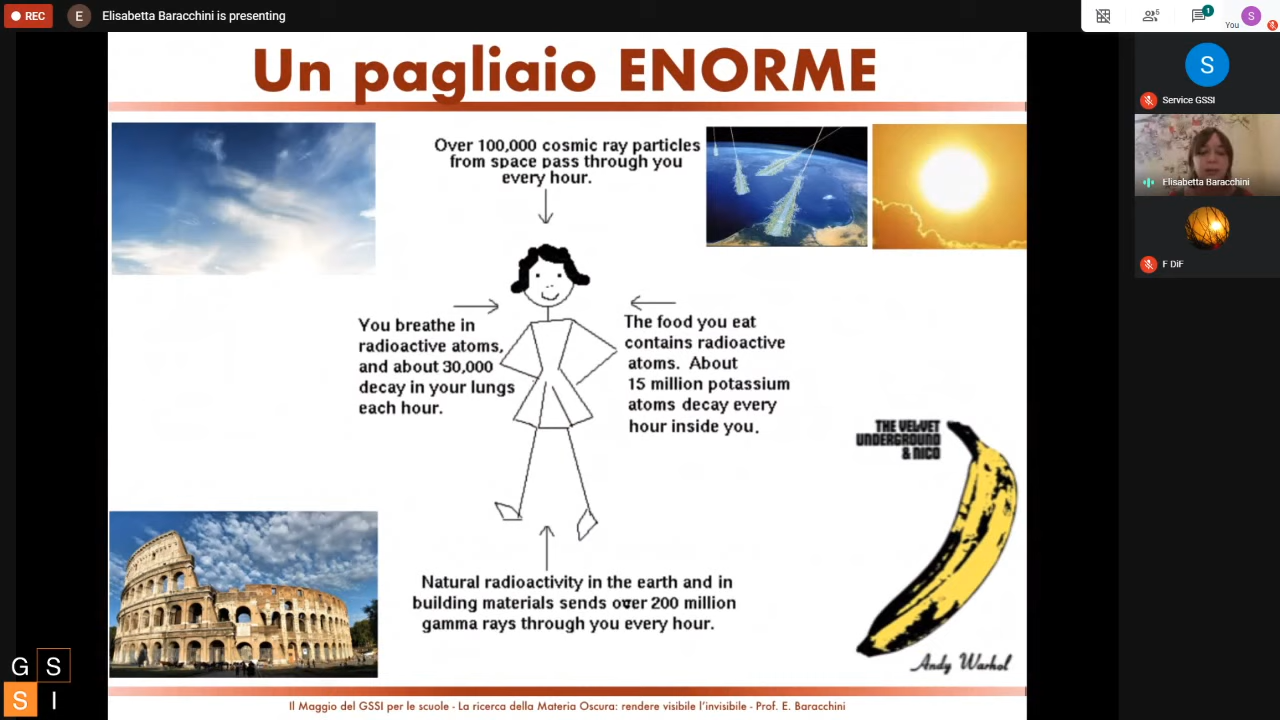 REC
E
Elisabetta Baracchini is presenting
5
1
You
S
Un pagliaio ENORME
Over 100,000 cosmic ray particles
from space pass through you
every hour.
You breathe in
radioactive atoms,
and about 30,000
decay in your lungs
each hour.
The food you eat
contains radioactive
atoms. About
15 million potassium
atoms decay every
hour inside you.
THE VELVET
UNDERGROUND
& NICO
Andy Warhol
Natural radioactivity in the earth and in
building materials sends over 200 million
gamma rays through you every hour.
Il Maggio del GSSI per le scuole - La ricerca della Materia Oscura: rendere visibile l'invisibile - Prof. E. Baracchini
G S
S I
S
Service GSSI
Elisabetta Baracchini
F DiF